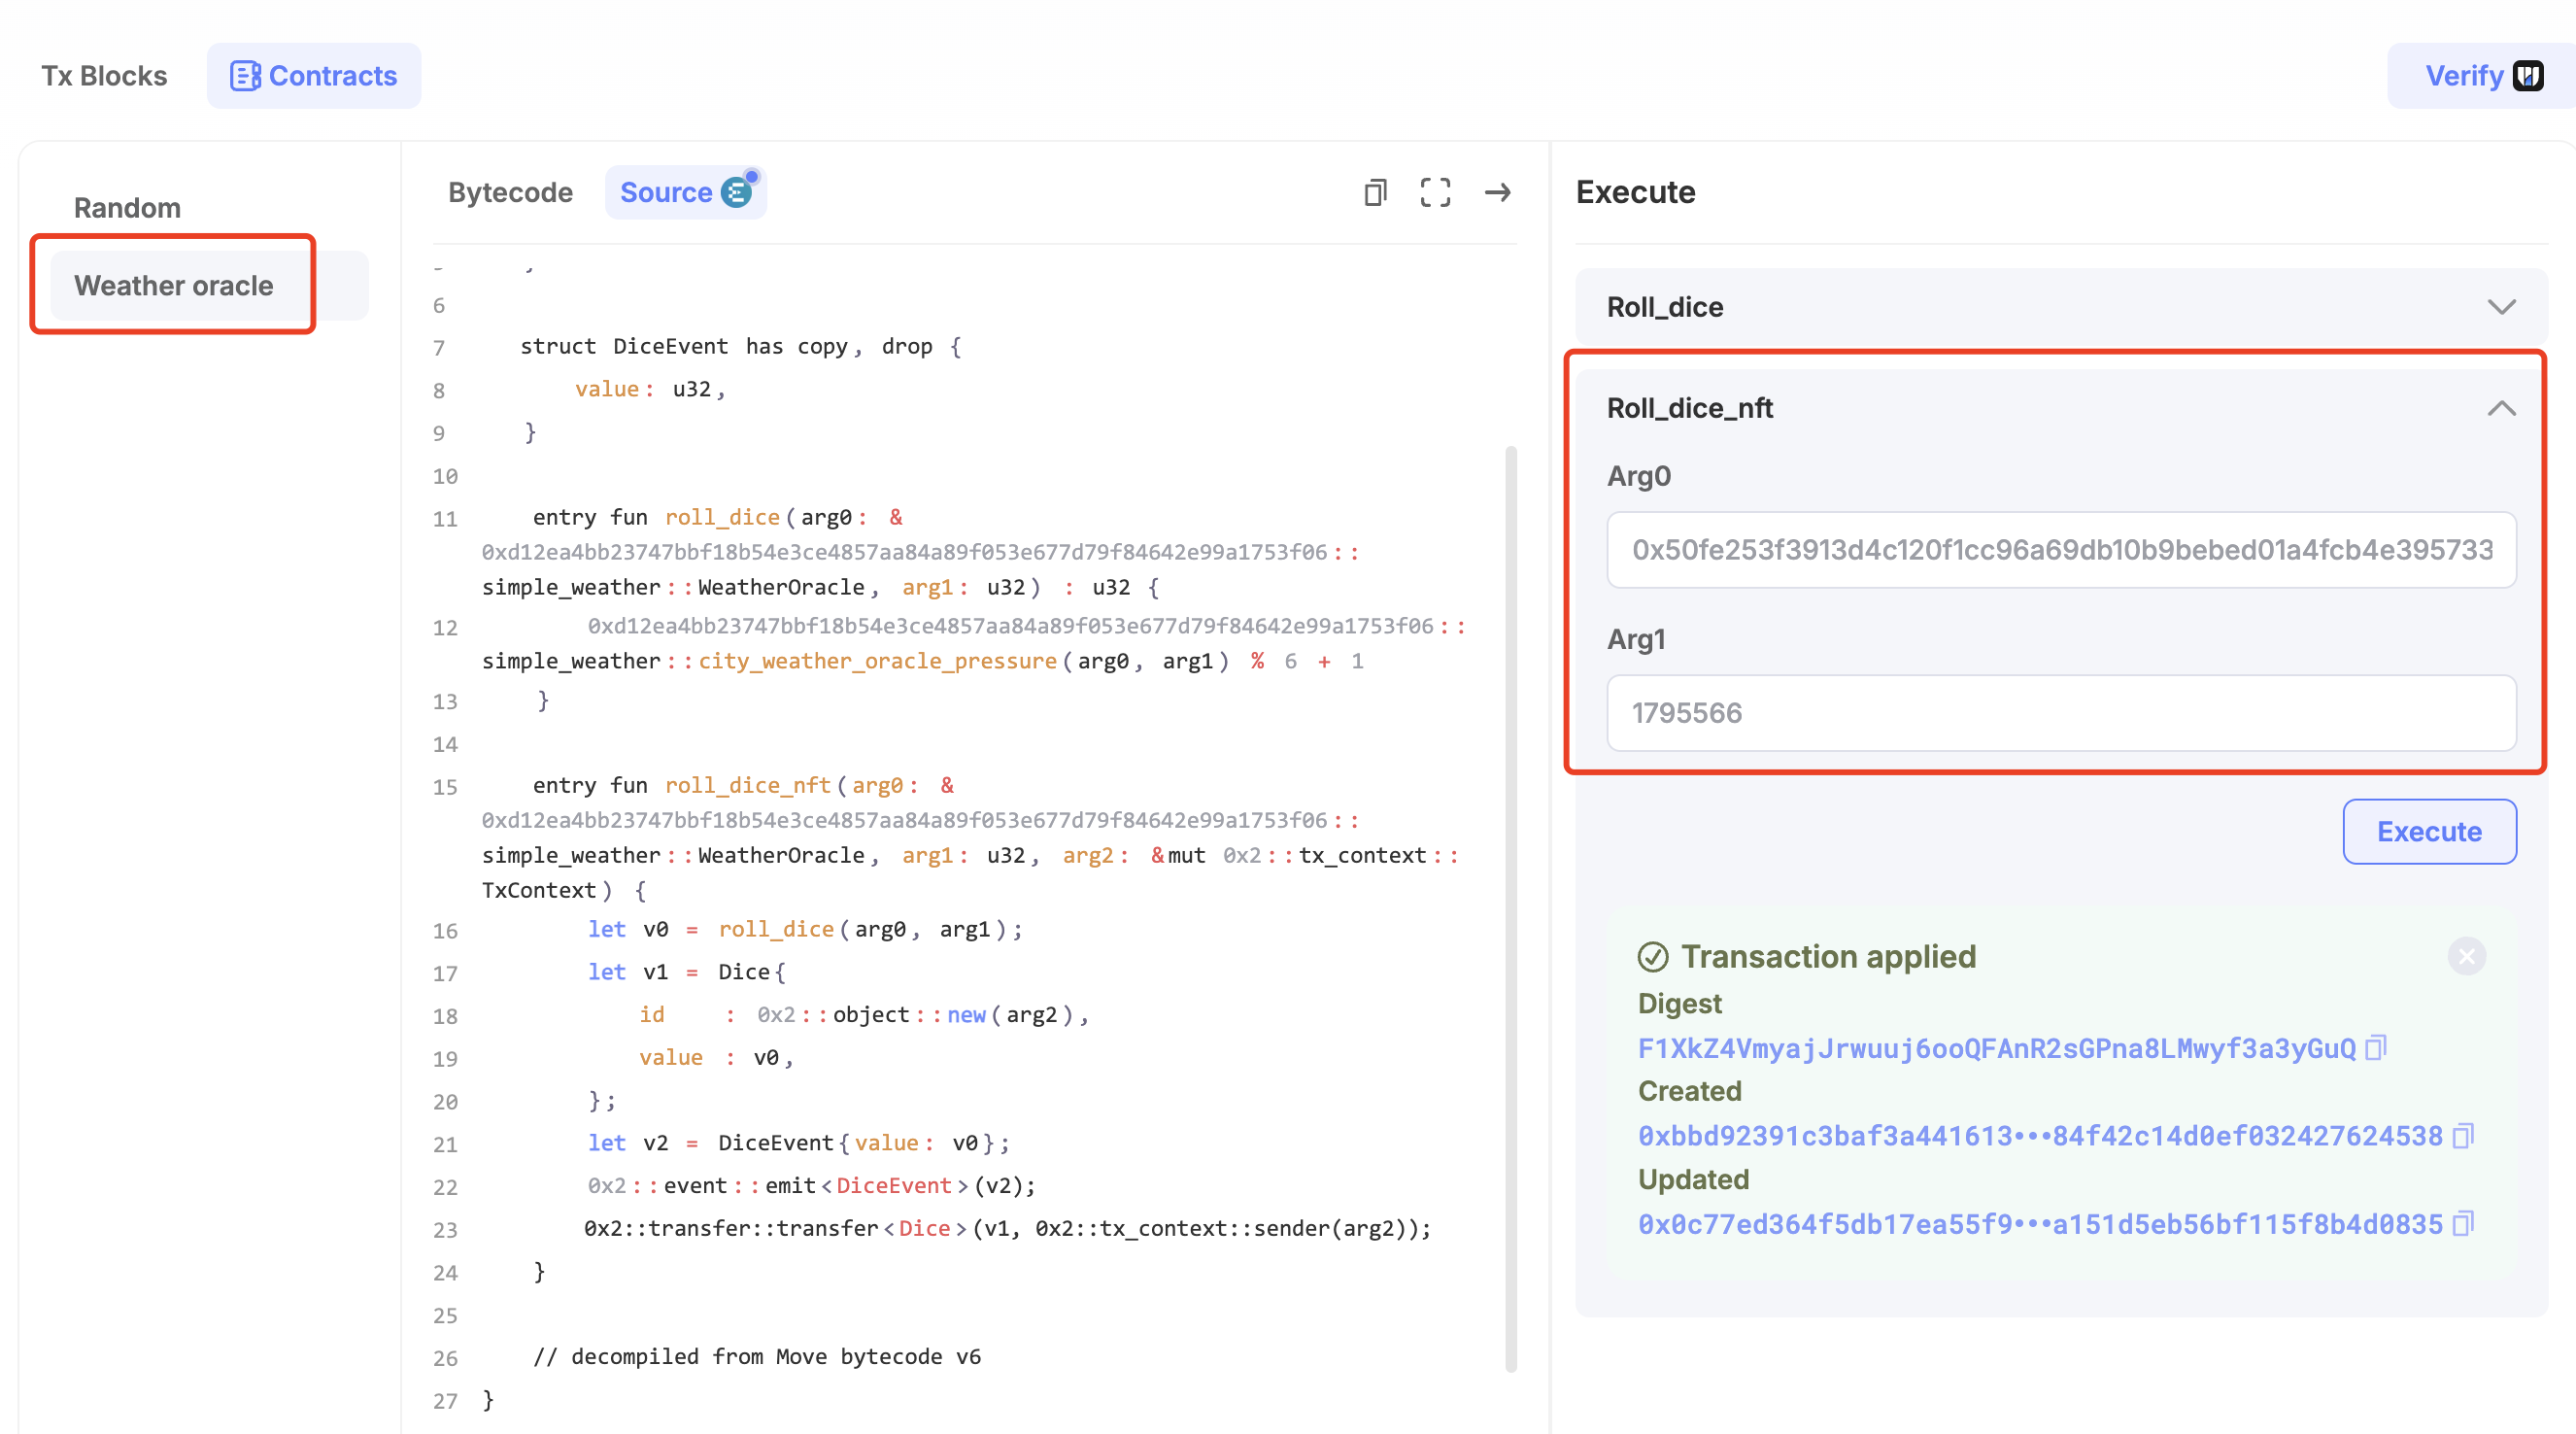 Tx Blocks
Contracts
Verify
Random
Weather oracle
Bytecode
Source
6
7 struct DiceEvent has copy, drop {
8 value: u32,
9 }
10
11 entry fun roll_dice(arg0: &
0xd12ea4bb23747bbf18b54e3ce4857aa84a89f053e677d79f84642e99a1753f06::
simple_weather::WeatherOracle, arg1: u32) : u32 {
12 0xd12ea4bb23747bbf18b54e3ce4857aa84a89f053e677d79f84642e99a1753f06::
simple_weather::city_weather_oracle_pressure(arg0, arg1) % 6 + 1
13 }
14
15 entry fun roll_dice_nft(arg0: &
0xd12ea4bb23747bbf18b54e3ce4857aa84a89f053e677d79f84642e99a1753f06::
simple_weather::WeatherOracle, arg1: u32, arg2: &mut 0x2::tx_context::
TxContext) {
16 let v0 = roll_dice(arg0, arg1);
17 let v1 = Dice{
18 id : 0x2::object::new(arg2),
19 value : v0,
20 };
21 let v2 = DiceEvent{value: v0};
22 0x2::event::emit<DiceEvent>(v2);
23 0x2::transfer::transfer<Dice>(v1, 0x2::tx_context::sender(arg2));
24 }
25
26 // decompiled from Move bytecode v6
27 }
Execute
Roll_dice
Roll_dice_nft
Arg0
0x50fe253f3913d4c120f1cc96a69db10b9bebed01a4fcb4e395733
Arg1
1795566
Execute
Transaction applied
Digest
F1XkZ4VmyajJrwuuj6ooQFAnR2sGPna8LMwyf3a3yGuQ
Created
0xbbd92391c3baf3a441613•••84f42c14d0ef032427624538
Updated
0x0c77ed364f5db17ea55f9•••a151d5eb56bf115f8b4d0835